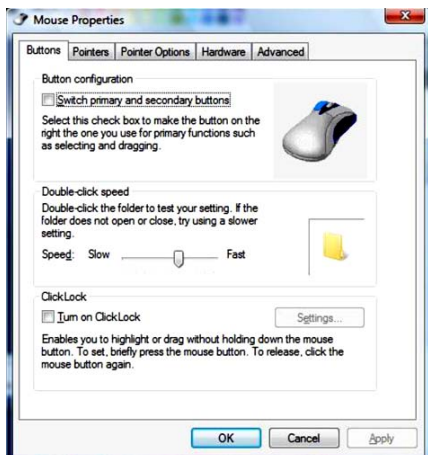 Mouse Properties
Buttons Pointers Pointer Options Hardware Advanced
Button configuration
Switch primary and secondary buttons
Select this check box to make the button on the
right the one you use for primary functions such
as selecting and dragging.
Double-click speed
Double-click the folder to test your setting. If the
folder does not open or close, try using a slower
setting.
Speed: Slow Fast
ClickLock
Turn on ClickLock
Settings...
Enables you to highlight or drag without holding down the mouse
button. To set, briefly press the mouse button. To release, click the
mouse button again.
OK Cancel Apply